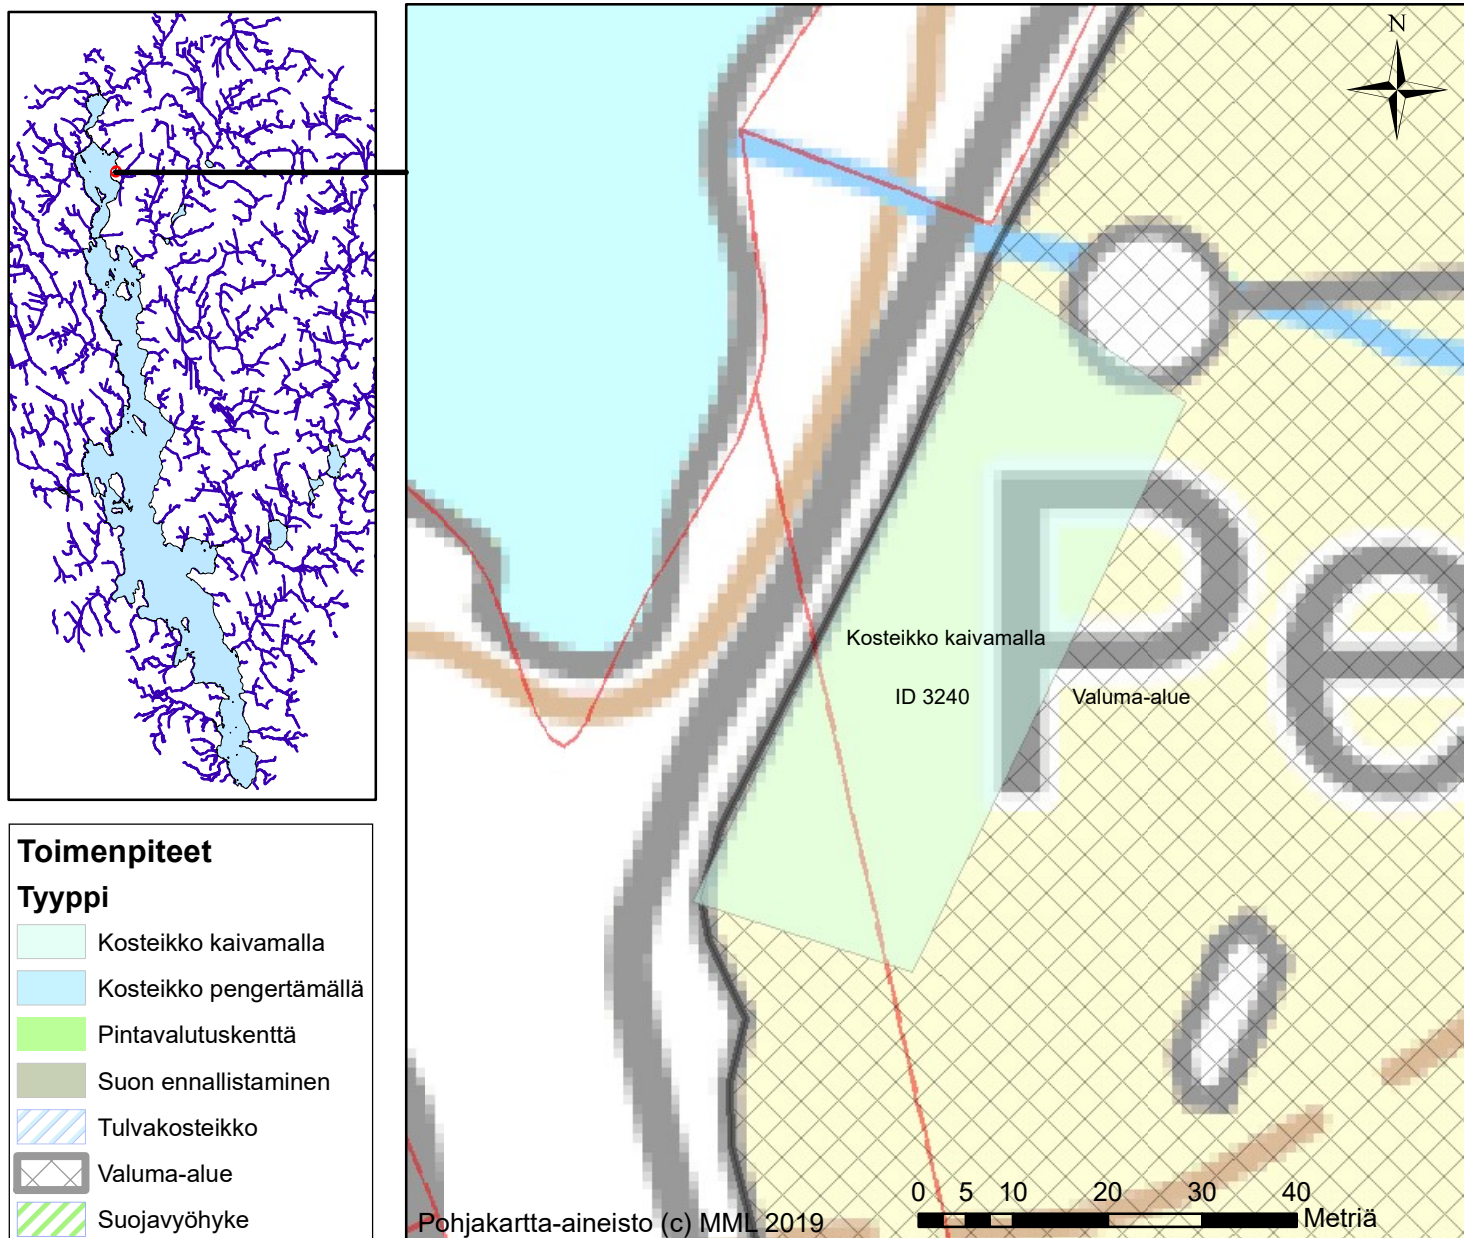 N
Pe
Kosteikko kaivamalla
ID 3240
Valuma-alue
Toimenpiteet
Tyyppi
Kosteikko kaivamalla
Kosteikko pengertämällä
Pintavalutuskenttä
Suon ennallistaminen
Tulvakosteikko
Valuma-alue
Suojavyöhyke
0 5 10 20 30 40
Metriä
Pohjakartta-aineisto (c) MML 2019